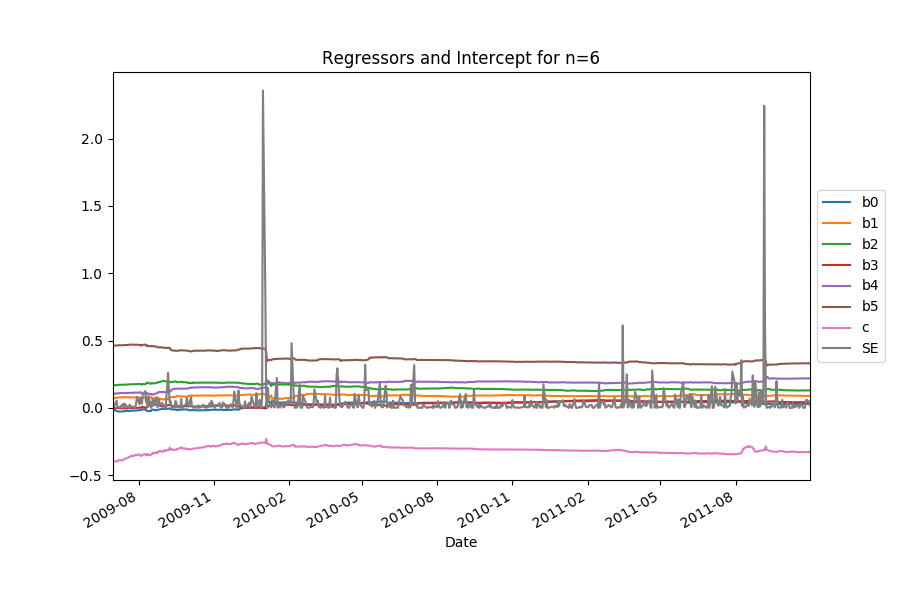 Regressors and Intercept for n=6
2.0
1.5
1.0
0.5
0.0
−0.5
2009-08
2009-11
2010-02
2010-05
2010-08
2010-11
2011-02
2011-05
2011-08
Date
b0
b1
b2
b3
b4
b5
c
SE